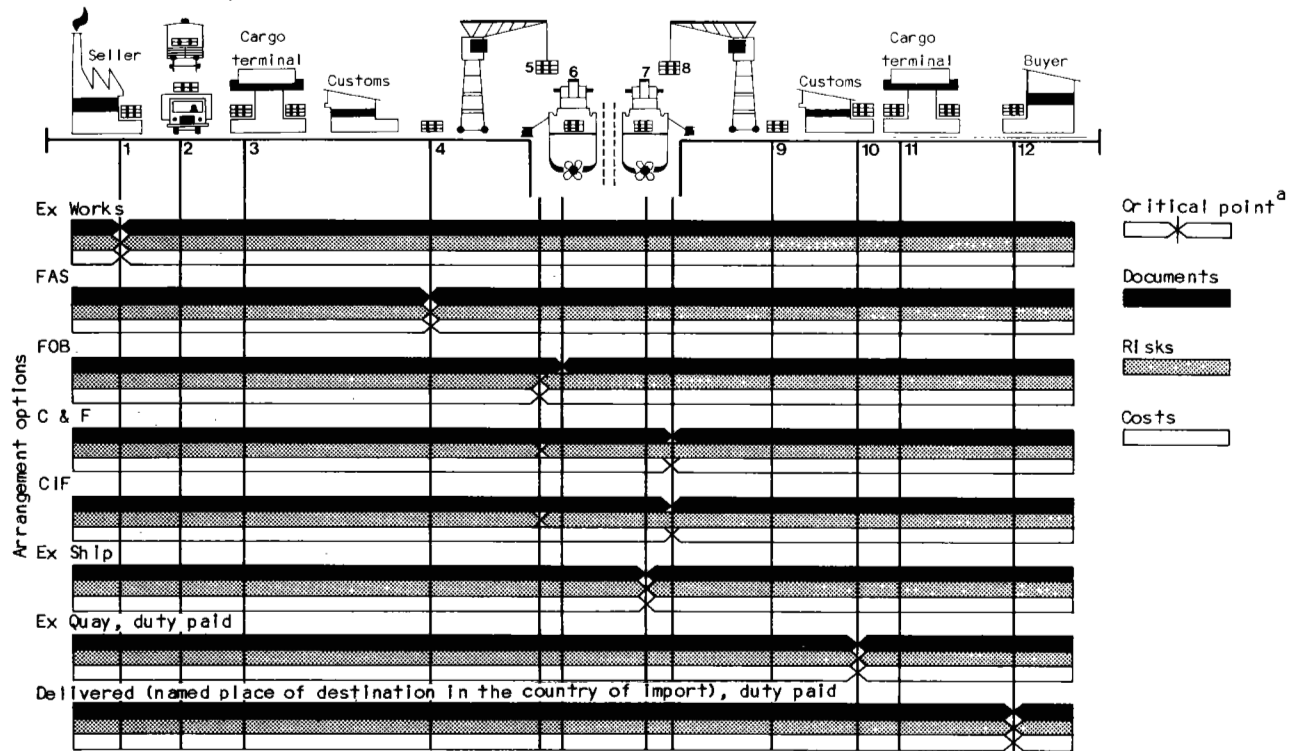 Seller
Cargo
terminal
Customs
5
6
7
8
Customs
Cargo
terminal
Buyer
1
2
3
4
9
10
11
12
Arrangement options
Ex Works
FAS
FOB
C & F
CIF
Ex Ship
Ex Quay, duty paid
Delivered (named place of destination in the country of import), duty paid
Critical point a
Documents
Risks
Costs